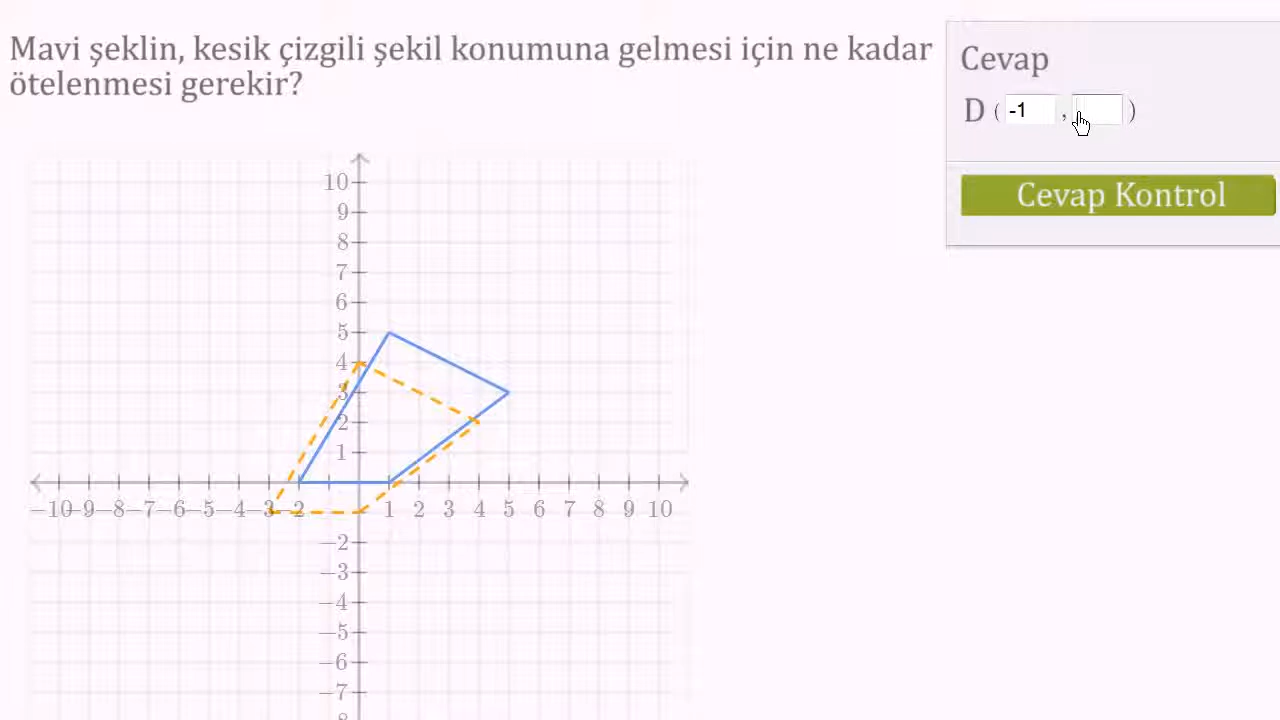 Mavi şeklin, kesik çizgili şekil konumuna gelmesi için ne kadar
ötelenmesi gerekir?
Cevap
D ( -1 , )
Cevap Kontrol
10
9
8
7
6
5
4
3
2
1
−10 −9 −8 −7 −6 −5 −4 −3 −2 1 2 3 4 5 6 7 8 9 10
−2
−3
−4
−5
−6
−7
8